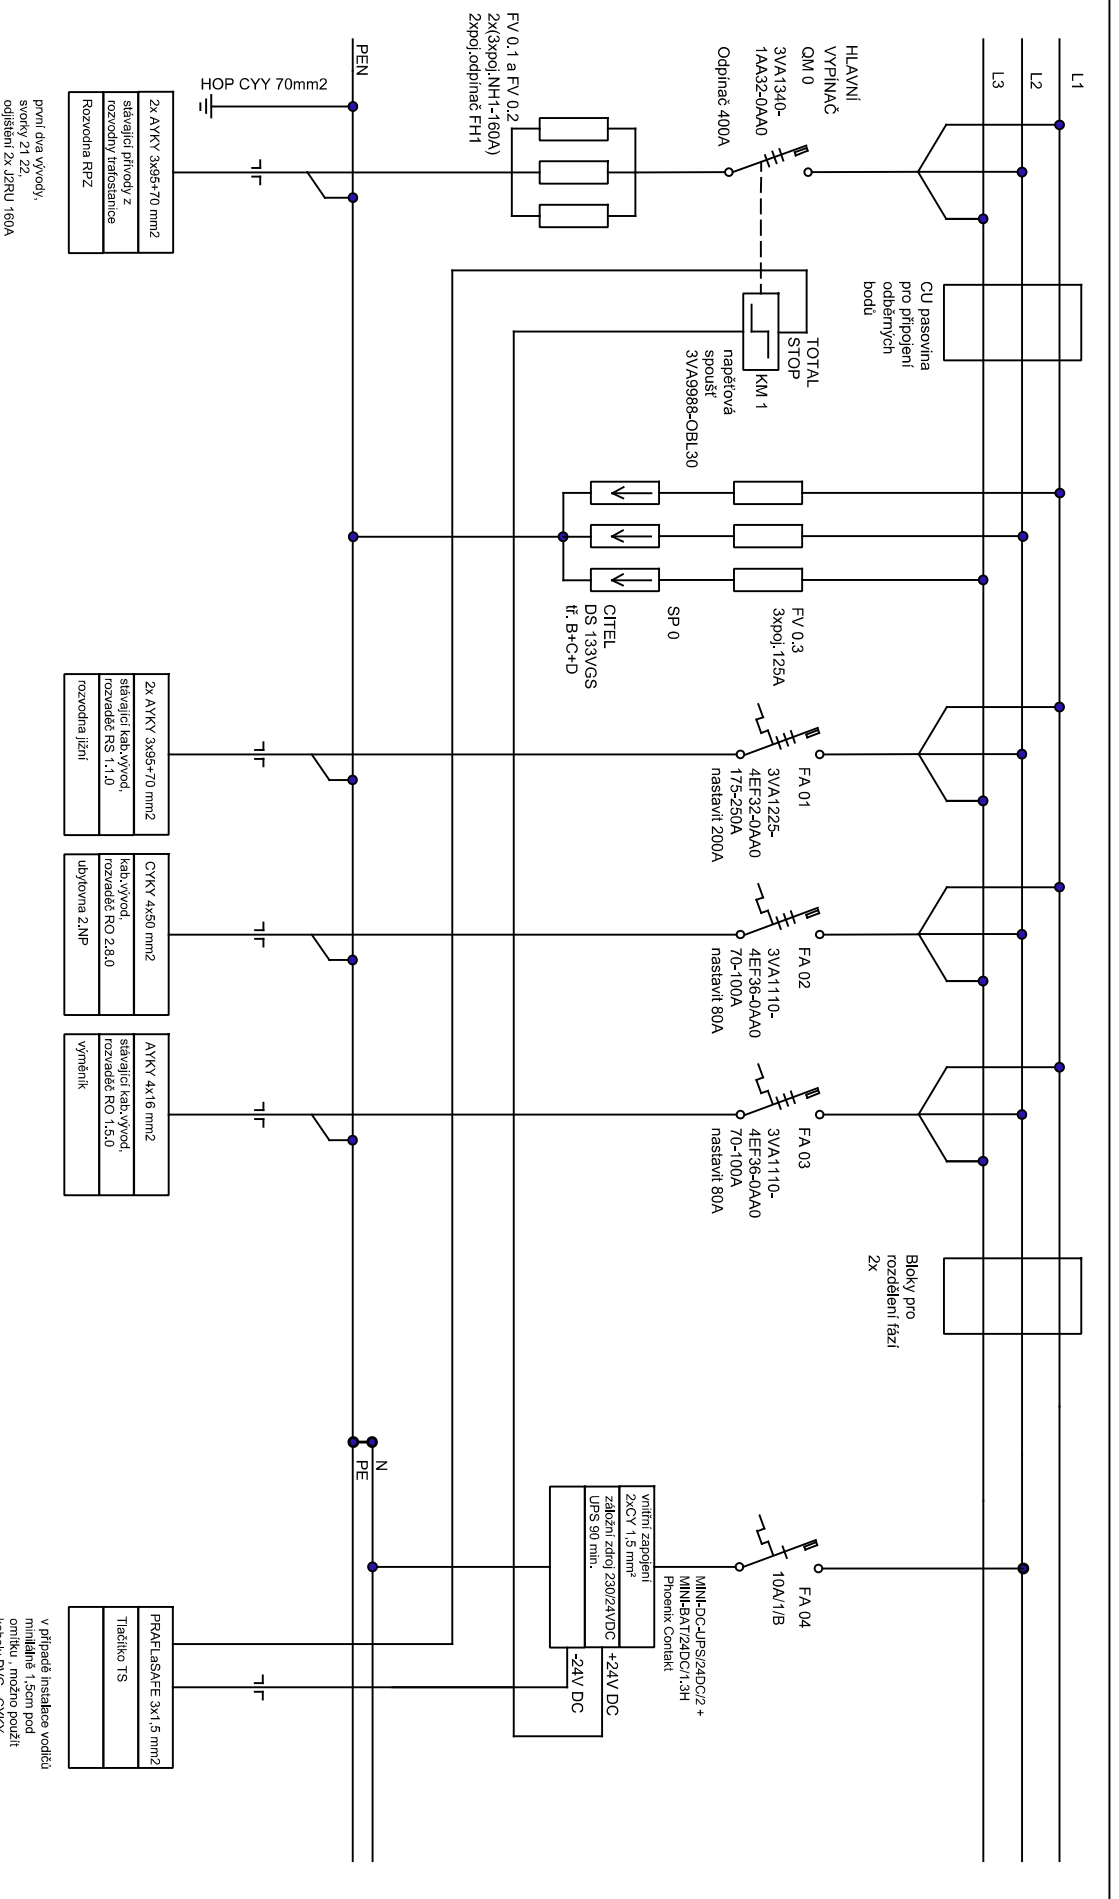 L1
L2
L3
HLAVNÍ
VYPÍNAČ
QM 0
3VA1340-
1AA32-0AA0
Odpínač 400A
FV 0.1 a FV 0.2
2x(3xpoj.NH1-160A)
2xpoj.odpínač FH1
PEN
HOP CYY 70mm2
2x AYKY 3x95+70 mm2
stávající přívody z
rozvodny trafostanice
Rozvodna RPZ
první dva vývody,
svorky 21 22,
odjištění 2x J2RU 160A
CU pasovina
pro připojení
odběrných
bodů
TOTAL
STOP
KM 1
napěťová
spoušť
3VA9988-OBL30
FV 0.3
3xpoj.125A
SP 0
CITEL
DS 133VGS
tř. B+C+D
FA 01
3VA1225-
4EF32-0AA0
175-250A
nastavit 200A
2x AYKY 3x95+70 mm2
stávající kab.vývod,
rozvaděč RS 1.1.0
rozvodna jižní
FA 02
3VA1110-
4EF36-0AA0
70-100A
nastavit 80A
CYKY 4x50 mm2
kab.vývod,
rozvaděč RO 2.8.0
ubytovna 2.NP
FA 03
3VA1110-
4EF36-0AA0
70-100A
nastavit 80A
AYKY 4x16 mm2
stávající kab.vývod,
rozvaděč RO 1.5.0
výměník
Bloky pro
rozdělení fází
2x
N
PE
FA 04
10A/1/B
MINI-DC-UPS/24DC/2 +
MINI-BAT/24DC/1.3H
Phoenix Contakt
vnitřní zapojení
2xCY 1,5 mm²
záložní zdroj 230/24VDC
UPS 90 min.
+24V DC
-24V DC
PRAFLaSAFE 3x1,5 mm2
Tlačítko TS
v případě instalace vodičů
minilálně 1,5cm pod
omítku , možno použít